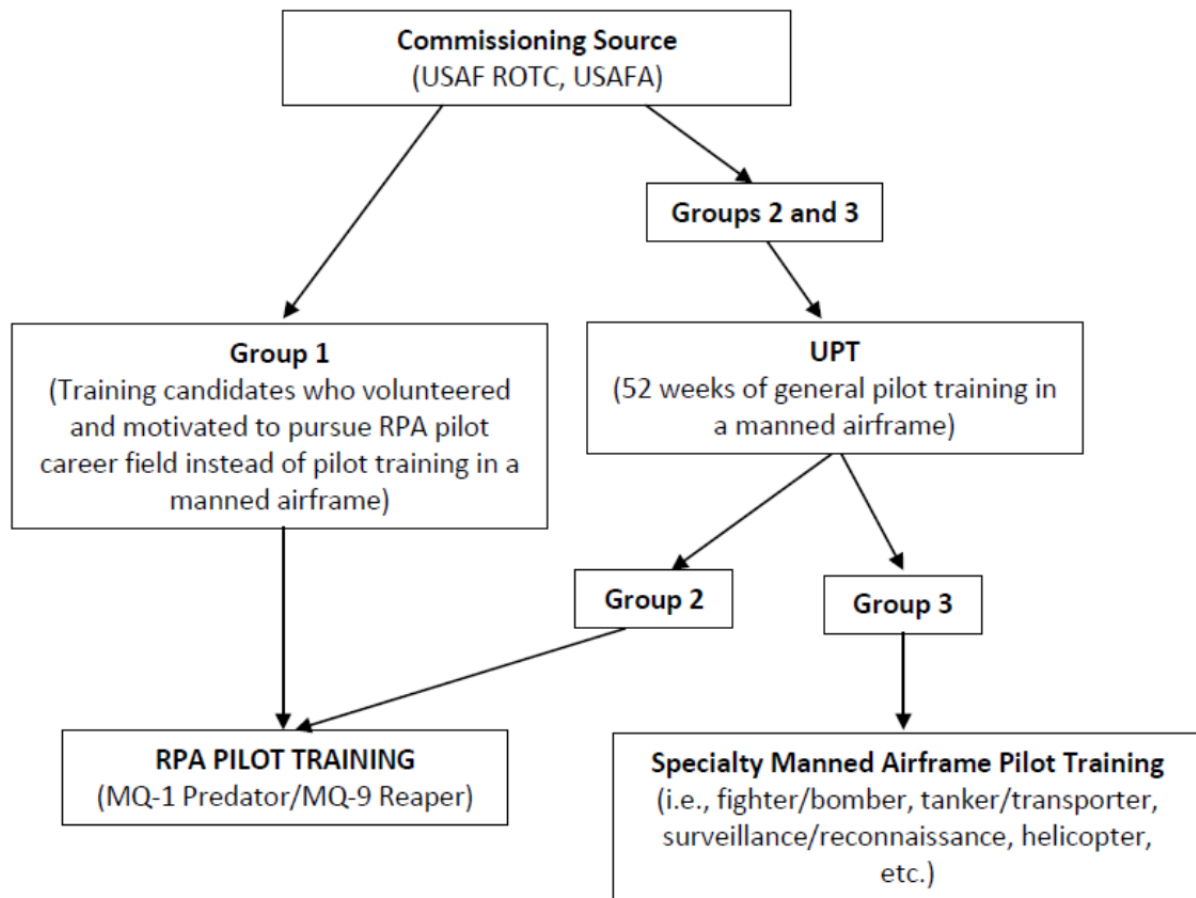 Commissioning Source
(USAF ROTC, USAFA)
Groups 2 and 3
Group 1
(Training candidates who volunteered
and motivated to pursue RPA pilot
career field instead of pilot training in a
manned airframe)
UPT
(52 weeks of general pilot training in
a manned airframe)
Group 2
Group 3
RPA PILOT TRAINING
(MQ-1 Predator/MQ-9 Reaper)
Specialty Manned Airframe Pilot Training
(i.e., fighter/bomber, tanker/transporter,
surveillance/reconnaissance, helicopter,
etc.)